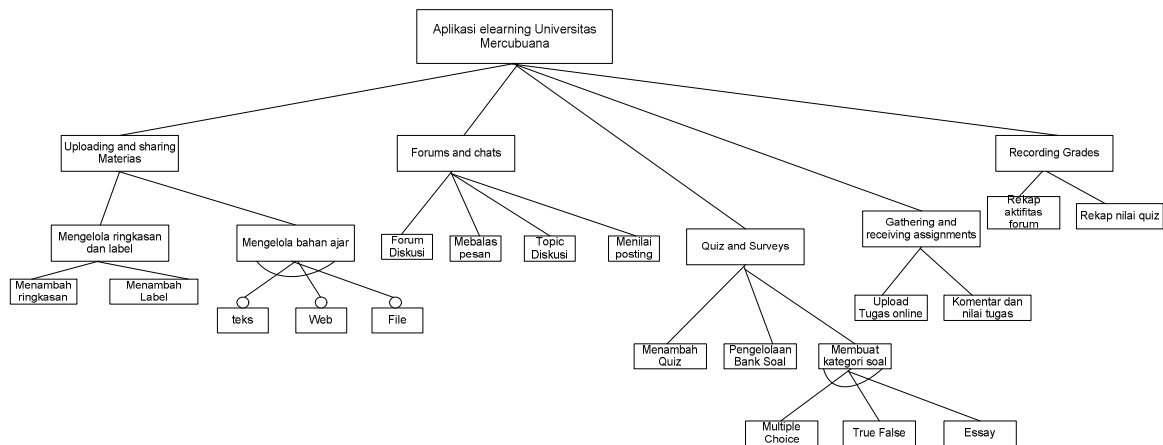 Aplikasi elearning Universitas
Mercubuana
Uploading and sharing
Materias
Forums and chats
Recording Grades
Mengelola ringkasan
dan label
Mengelola bahan ajar
Forum
Diskusi
Mebalas
pesan
Topic
Diskusi
Menilai
posting
Quiz and Surveys
Gathering and
receiving assignments
Rekap
aktifitas
forum
Rekap nilai quiz
Menambah
ringkasan
Menambah
Label
teks
Web
File
Upload
Tugas online
Komentar dan
nilai tugas
Menambah
Quiz
Pengelolaan
Bank Soal
Membuat
kategori soal
Multiple
Choice
True False
Essay